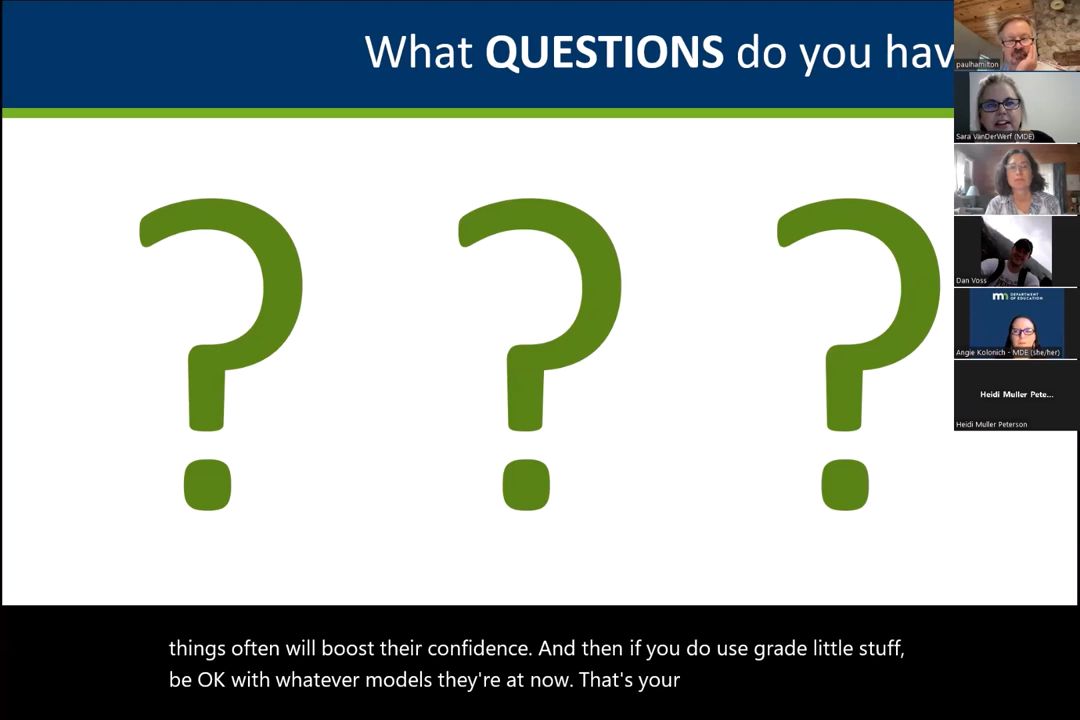 What QUESTIONS do you hav
? ? ?
paulhamilton
Sara VanDerWerf (MDE)
Dan Voss
mn DEPARTMENT
OF EDUCATION
Angie Kolonich - MDE (she/her)
Heidi Muller Pete...
Heidi Muller Peterson
things often will boost their confidence. And then if you do use grade little stuff,
be OK with whatever models they're at now. That's your